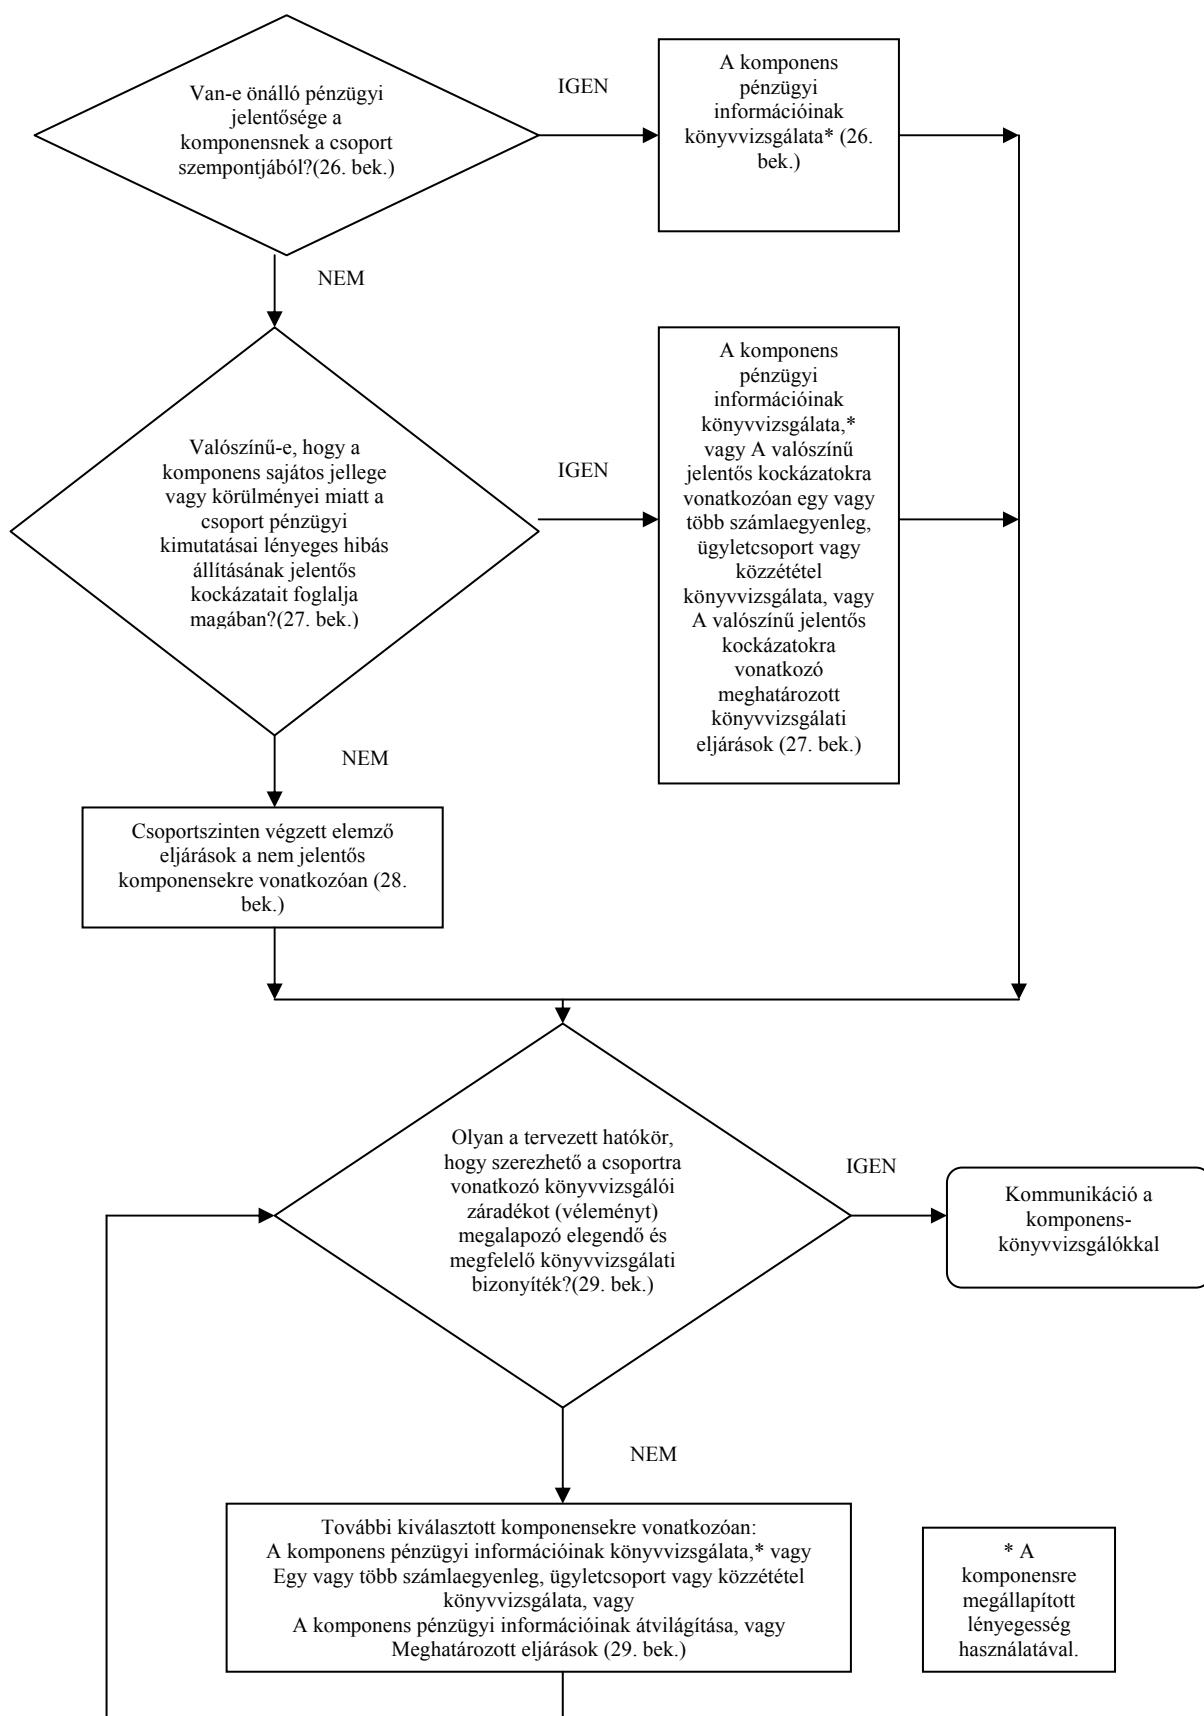 Van-e önálló pénzügyi
jelentősége a
komponensnek a csoport
szempontjából?(26. bek.)
IGEN
A komponens
pénzügyi
információinak
könyvvizsgálata* (26.
bek.)
NEM
Valószínű-e, hogy a
komponens sajátos jellege
vagy körülményei miatt a
csoport pénzügyi
kimutatásai lényeges hibás
állításának jelentős
kockázatait foglalja
magában?(27. bek.)
IGEN
A komponens
pénzügyi
információinak
könyvvizsgálata,*
vagy A valószínű
jelentős kockázatokra
vonatkozóan egy vagy
több számlaegyenleg,
ügyletcsoport vagy
közzététel
könyvvizsgálata, vagy
A valószínű jelentős
kockázatokra
vonatkozó
meghatározott
könyvvizsgálati
eljárások (27. bek.)
NEM
Csoportszinten végzett elemző
eljárások a nem jelentős
komponensekre vonatkozóan (28.
bek.)
Olyan a tervezett hatókör,
hogy szerezhető a csoportra
vonatkozó könyvvizsgálói
záradékot (véleményt)
megalapozó elegendő és
megfelelő könyvvizsgálati
bizonyíték?(29. bek.)
IGEN
Kommunikáció a
komponens-
könyvvizsgálókkal
NEM
További kiválasztott komponensekre vonatkozóan:
A komponens pénzügyi információinak könyvvizsgálata,* vagy
Egy vagy több számlaegyenleg, ügyletcsoport vagy közzététel
könyvvizsgálata, vagy
A komponens pénzügyi információinak átvilágítása, vagy
Meghatározott eljárások (29. bek.)
* A
komponensre
megállapított
lényegesség
használatával.